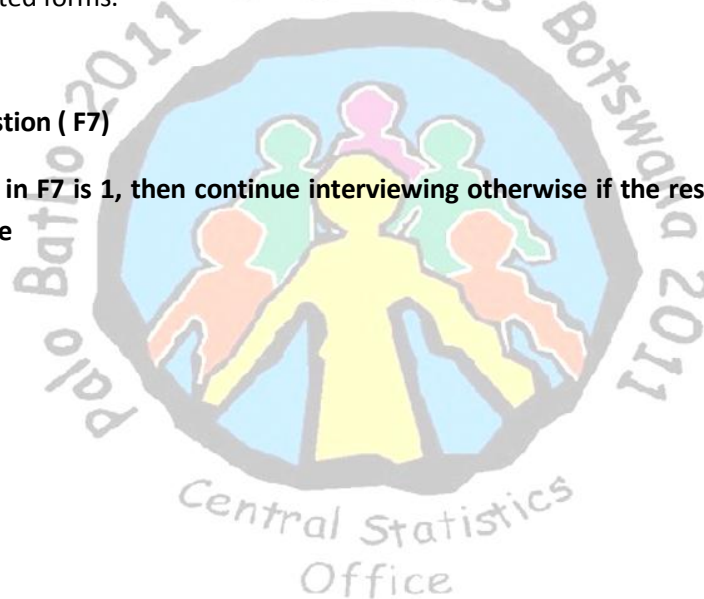 ted forms.
stion ( F7)
in F7 is 1, then continue interviewing otherwise if the res
e
Palo Batho 2011
Botswana 2011
Central Statistics
Office